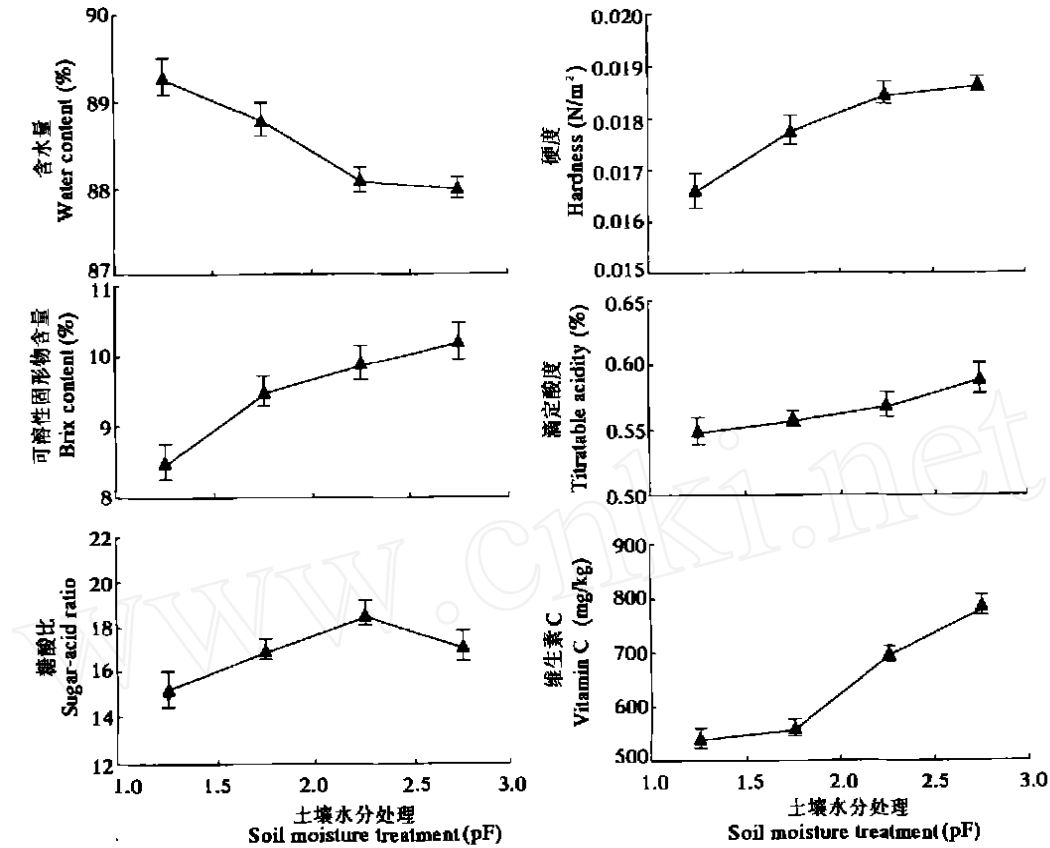 90
89
88
87
含水量
Water content (%)
0.020
0.019
0.018
0.017
0.016
0.015
硬度
Hardness (N/m²)
11
10
9
8
可溶性固形物含量
Brix content (%)
0.65
0.60
0.55
0.50
滴定酸度
Titratable acidity (%)
22
20
18
16
14
12
糖酸比
Sugar-acid ratio
1.0 1.5 2.0 2.5 3.0
土壤水分处理
Soil moisture treatment (pF)
900
800
700
600
500
维生素 C
Vitamin C (mg/kg)
1.0 1.5 2.0 2.5 3.0
土壤水分处理
Soil moisture treatment (pF)
www.cnki.net